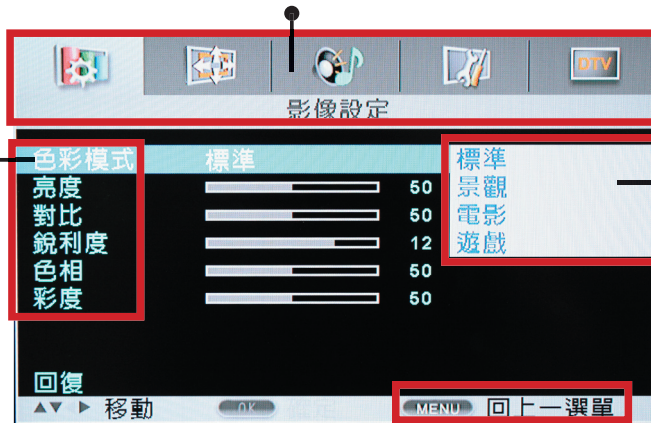 DTV
影像設定
色彩模式 標準 標準
亮度 50 景觀
對比 50 電影
銳利度 12 遊戲
色相 50
彩度 50
回復
移動 OK MENU 回上一選單